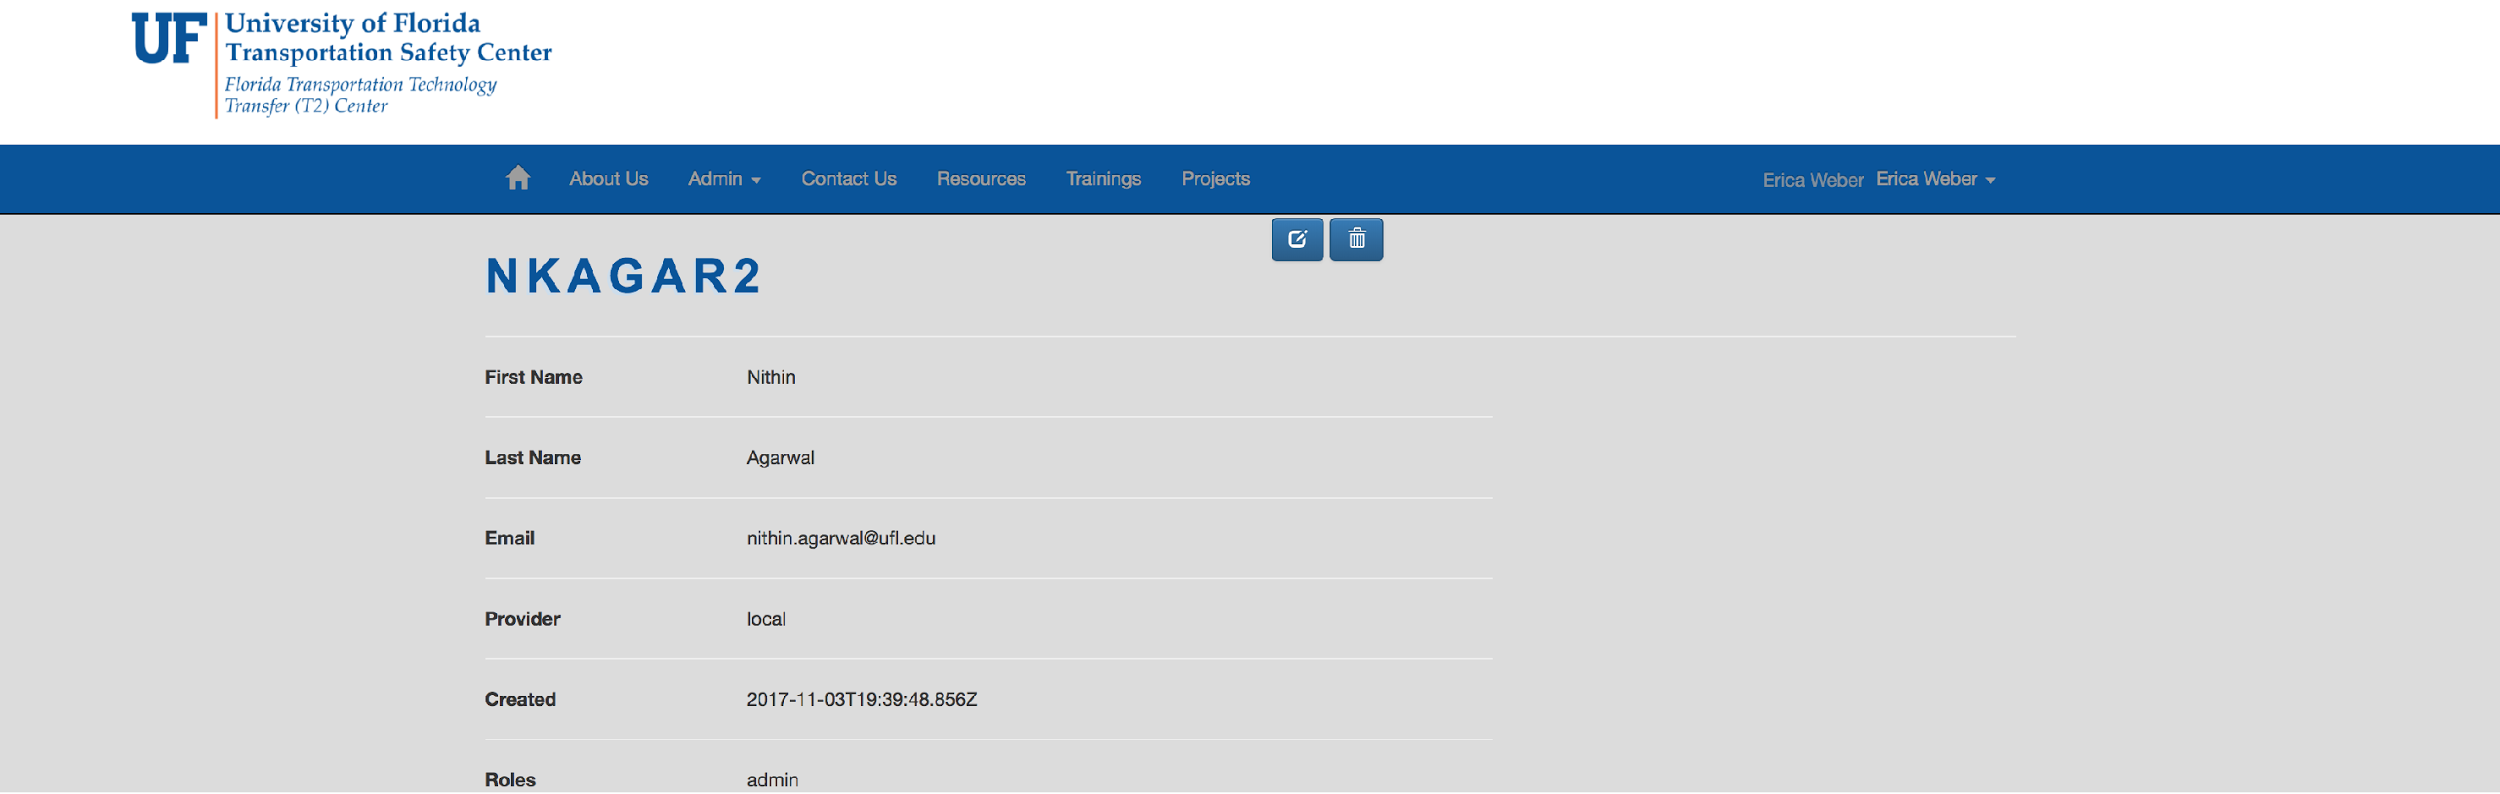 UF
University of Florida
Transportation Safety Center
Florida Transportation Technology
Transfer (T2) Center
About Us Admin Contact Us Resources Trainings Projects Erica Weber Erica Weber
NKAGAR2
First Name Nithin
Last Name Agarwal
Email nithin.agarwal@ufl.edu
Provider local
Created 2017-11-03T19:39:48.856Z
Roles admin